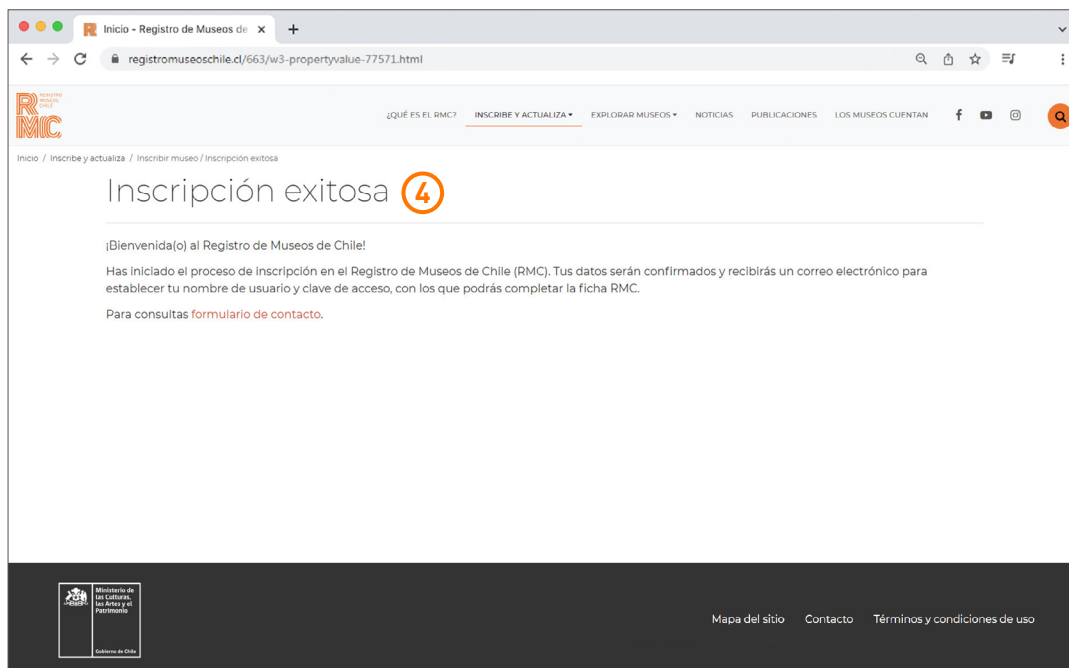 Inicio - Registro de Museos de
registromuseoschile.cl/663/w3-propertyvalue-77571.html
REGISTRO
MUSEOS
CHILE
RMC
¿QUÉ ES EL RMC? INSCRIBE Y ACTUALIZA EXPLORAR MUSEOS NOTICIAS PUBLICACIONES LOS MUSEOS CUENTAN
Inicio / Inscribe y actualiza / Inscribir museo / Inscripción exitosa
Inscripción exitosa 4
¡Bienvenida(o) al Registro de Museos de Chile!
Has iniciado el proceso de inscripción en el Registro de Museos de Chile (RMC). Tus datos serán confirmados y recibirás un correo electrónico para
establecer tu nombre de usuario y clave de acceso, con los que podrás completar la ficha RMC.
Para consultas formulario de contacto.
Ministerio de
las Culturas,
las Artes y el
Patrimonio
Gobierno de Chile
Mapa del sitio Contacto Términos y condiciones de uso